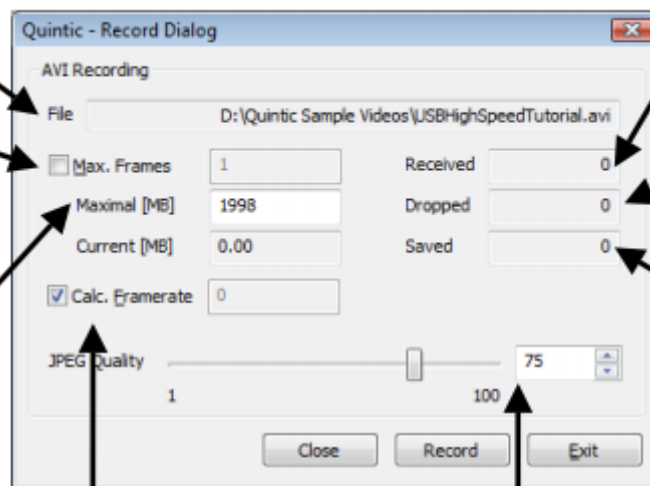 Quintic - Record Dialog
AVI Recording
File D:\Quintic Sample Videos\USBHighSpeedTutorial.avi
Max. Frames 1 Received 0
Maximal [MB] 1998 Dropped 0
Current [MB] 0.00 Saved 0
Calc. Framerate 0
JPEG Quality 75
1 100
Close Record Exit